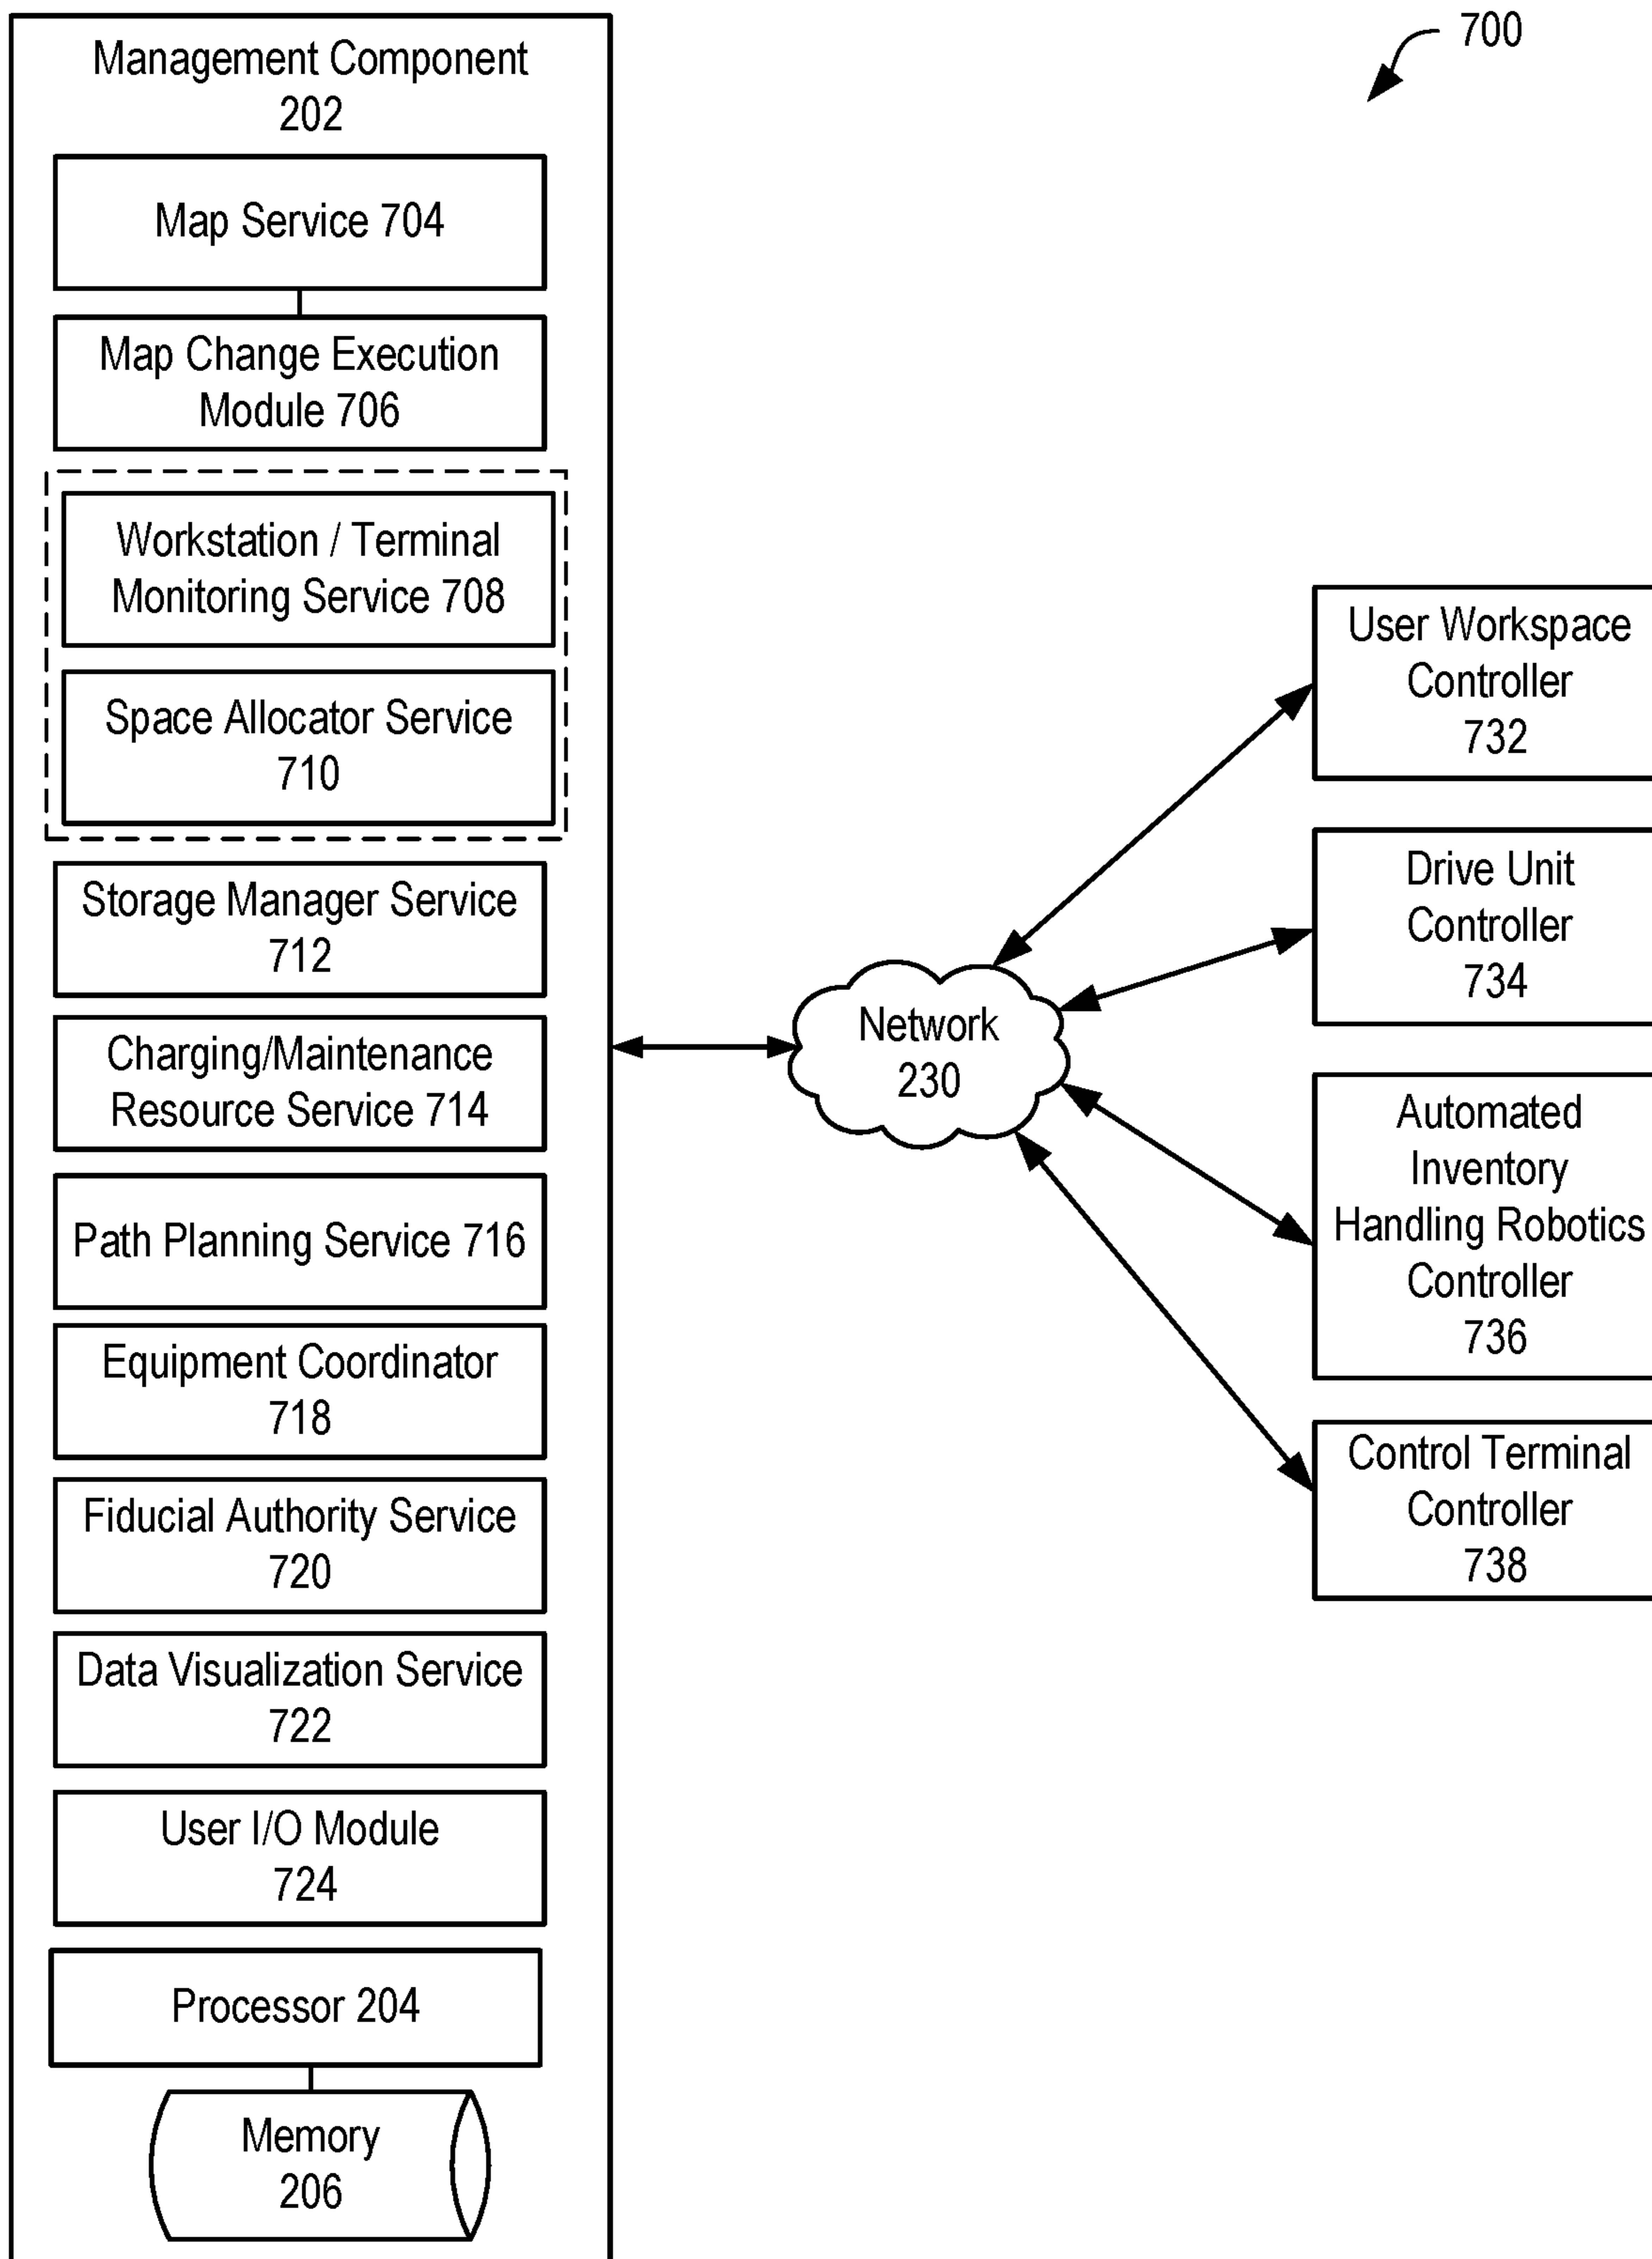 700
Management Component
202
Map Service 704
Map Change Execution
Module 706
Workstation / Terminal
Monitoring Service 708
Space Allocator Service
710
Storage Manager Service
712
Charging/Maintenance
Resource Service 714
Path Planning Service 716
Equipment Coordinator
718
Fiducial Authority Service
720
Data Visualization Service
722
User I/O Module
724
Processor 204
Memory
206
Network
230
User Workspace
Controller
732
Drive Unit
Controller
734
Automated
Inventory
Handling Robotics
Controller
736
Control Terminal
Controller
738